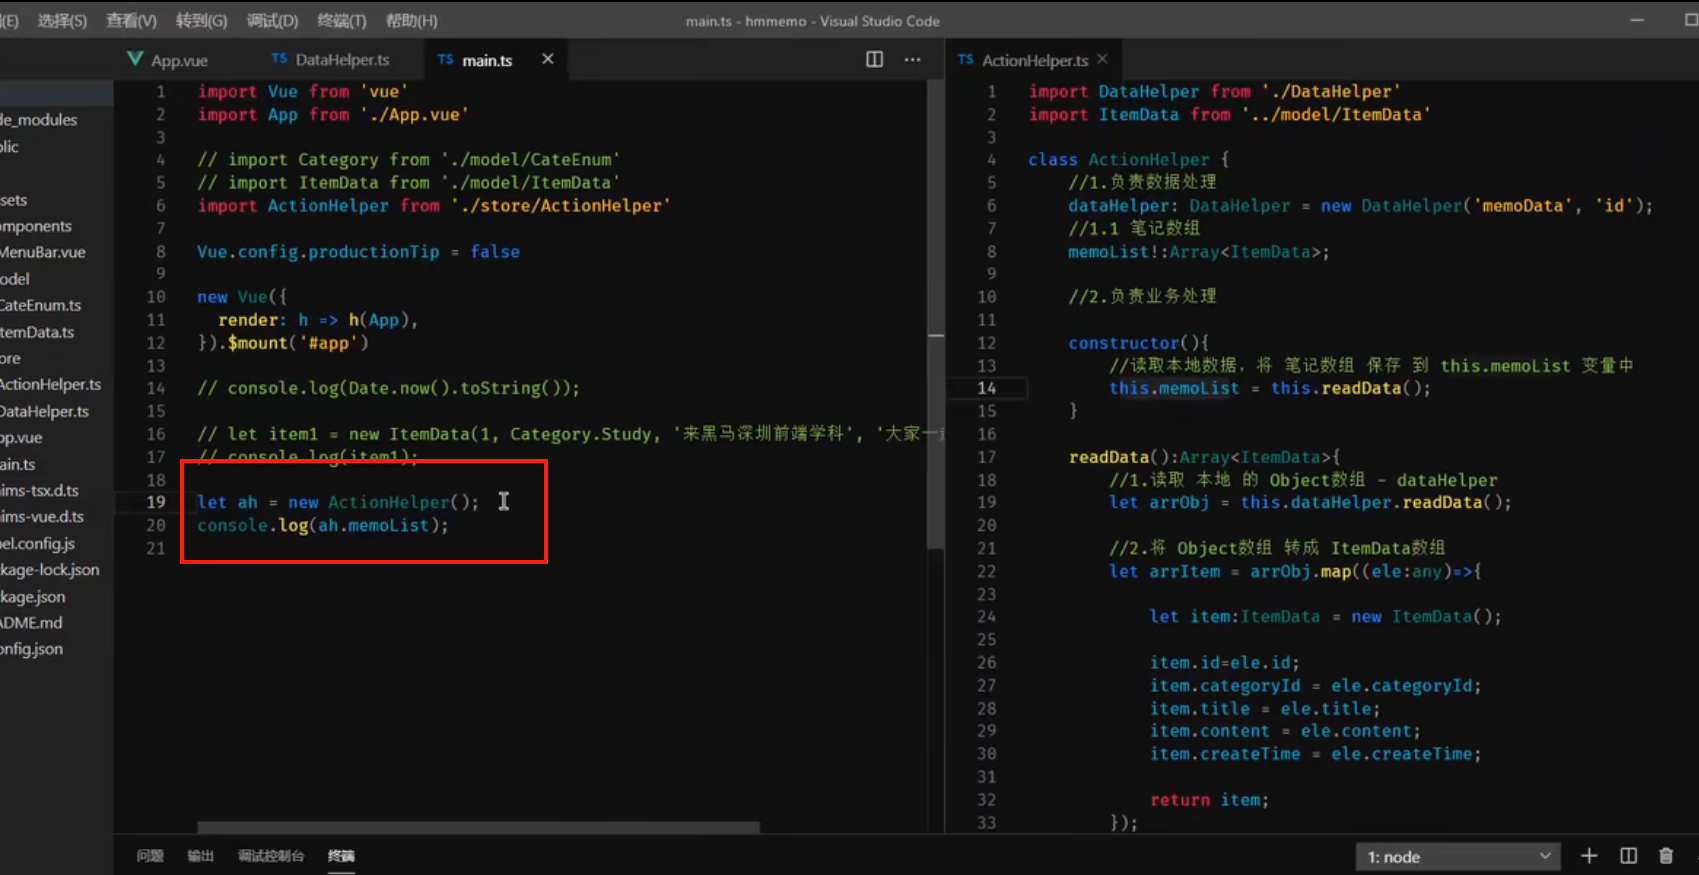 (E) 选择(S) 查看(V) 转到(G) 调试(D) 终端(T) 帮助(H) main.ts - hmmemo - Visual Studio Code
App.vue TS DataHelper.ts TS main.ts
TS ActionHelper.ts
de_modules
lic
sets
mponents
MenuBar.vue
odel
CateEnum.ts
temData.ts
ore
ActionHelper.ts
DataHelper.ts
pp.vue
ain.ts
ims-tsx.d.ts
ims-vue.d.ts
el.config.js
kage-lock.json
kage.json
ADME.md
onfig.json
1 import Vue from 'vue'
2 import App from './App.vue'
3
4 // import Category from './model/CateEnum'
5 // import ItemData from './model/ItemData'
6 import ActionHelper from './store/ActionHelper'
7
8 Vue.config.productionTip = false
9
10 new Vue({
11 render: h => h(App),
12 }).$mount('#app')
13
14 // console.log(Date.now().toString());
15
16 // let item1 = new ItemData(1, Category.Study, '来黑马深圳前端学科', '大家一
17 // console.log(item1);
18
19 let ah = new ActionHelper();
20 console.log(ah.memoList);
21
1 import DataHelper from './DataHelper'
2 import ItemData from '../model/ItemData'
3
4 class ActionHelper {
5 //1.负责数据处理
6 dataHelper: DataHelper = new DataHelper('memoData', 'id');
7 //1.1 笔记数组
8 memoList!:Array<ItemData>;
9
10 //2.负责业务处理
11
12 constructor(){
13 //读取本地数据，将 笔记数组 保存 到 this.memoList 变量中
14 this.memoList = this.readData();
15 }
16
17 readData():Array<ItemData>{
18 //1.读取 本地 的 Object数组 - dataHelper
19 let arrObj = this.dataHelper.readData();
20
21 //2.将 Object数组 转成 ItemData数组
22 let arrItem = arrObj.map((ele:any)=>{
23
24 let item:ItemData = new ItemData();
25
26 item.id=ele.id;
27 item.categoryId = ele.categoryId;
28 item.title = ele.title;
29 item.content = ele.content;
30 item.createTime = ele.createTime;
31
32 return item;
33 });
问题 输出 调试控制台 终端
1: node